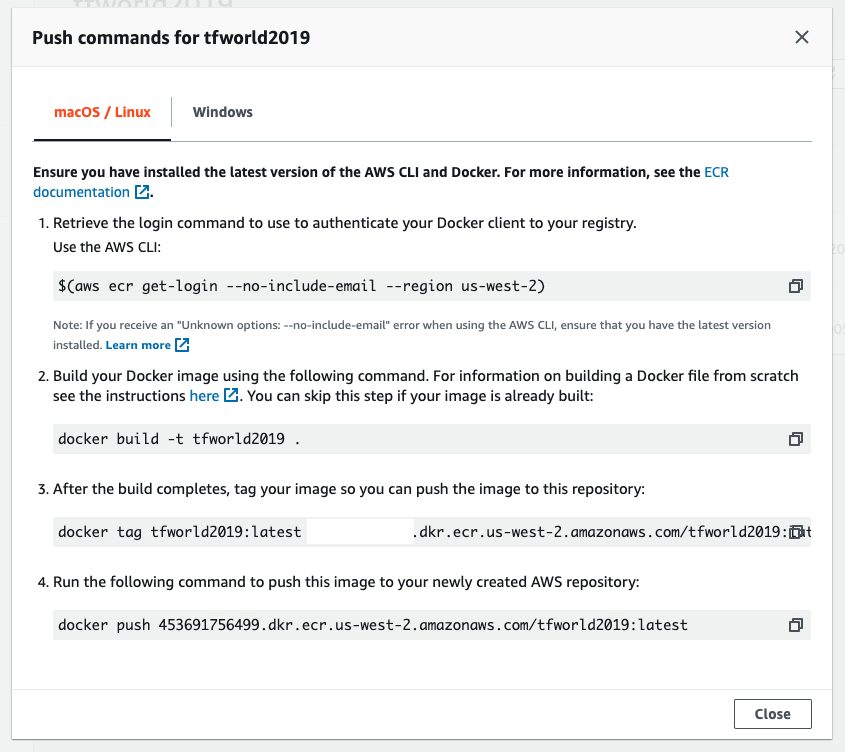 tfworld2019
Push commands for tfworld2019
macOS / Linux
Windows
Ensure you have installed the latest version of the AWS CLI and Docker. For more information, see the ECR
documentation .
1. Retrieve the login command to use to authenticate your Docker client to your registry.
Use the AWS CLI:
$(aws ecr get-login --no-include-email --region us-west-2)
Note: If you receive an "Unknown options: --no-include-email" error when using the AWS CLI, ensure that you have the latest version
installed. Learn more
2. Build your Docker image using the following command. For information on building a Docker file from scratch
see the instructions here . You can skip this step if your image is already built:
docker build -t tfworld2019 .
3. After the build completes, tag your image so you can push the image to this repository:
docker tag tfworld2019:latest .dkr.ecr.us-west-2.amazonaws.com/tfworld2019:
4. Run the following command to push this image to your newly created AWS repository:
docker push 453691756499.dkr.ecr.us-west-2.amazonaws.com/tfworld2019:latest
Close